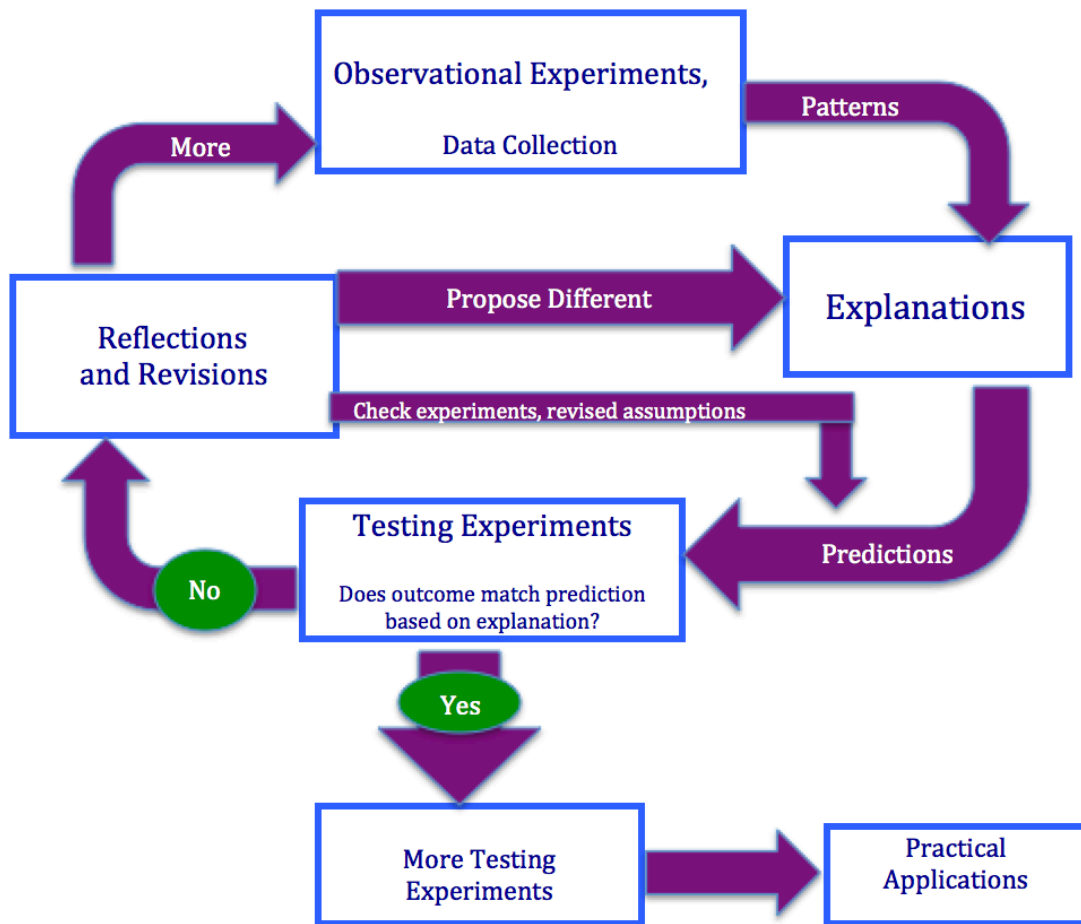 Observational Experiments,
Data Collection
Patterns
More
Propose Different
Explanations
Reflections
and Revisions
Check experiments, revised assumptions
Testing Experiments
Does outcome match prediction
based on explanation?
Predictions
No
Yes
More Testing
Experiments
Practical
Applications